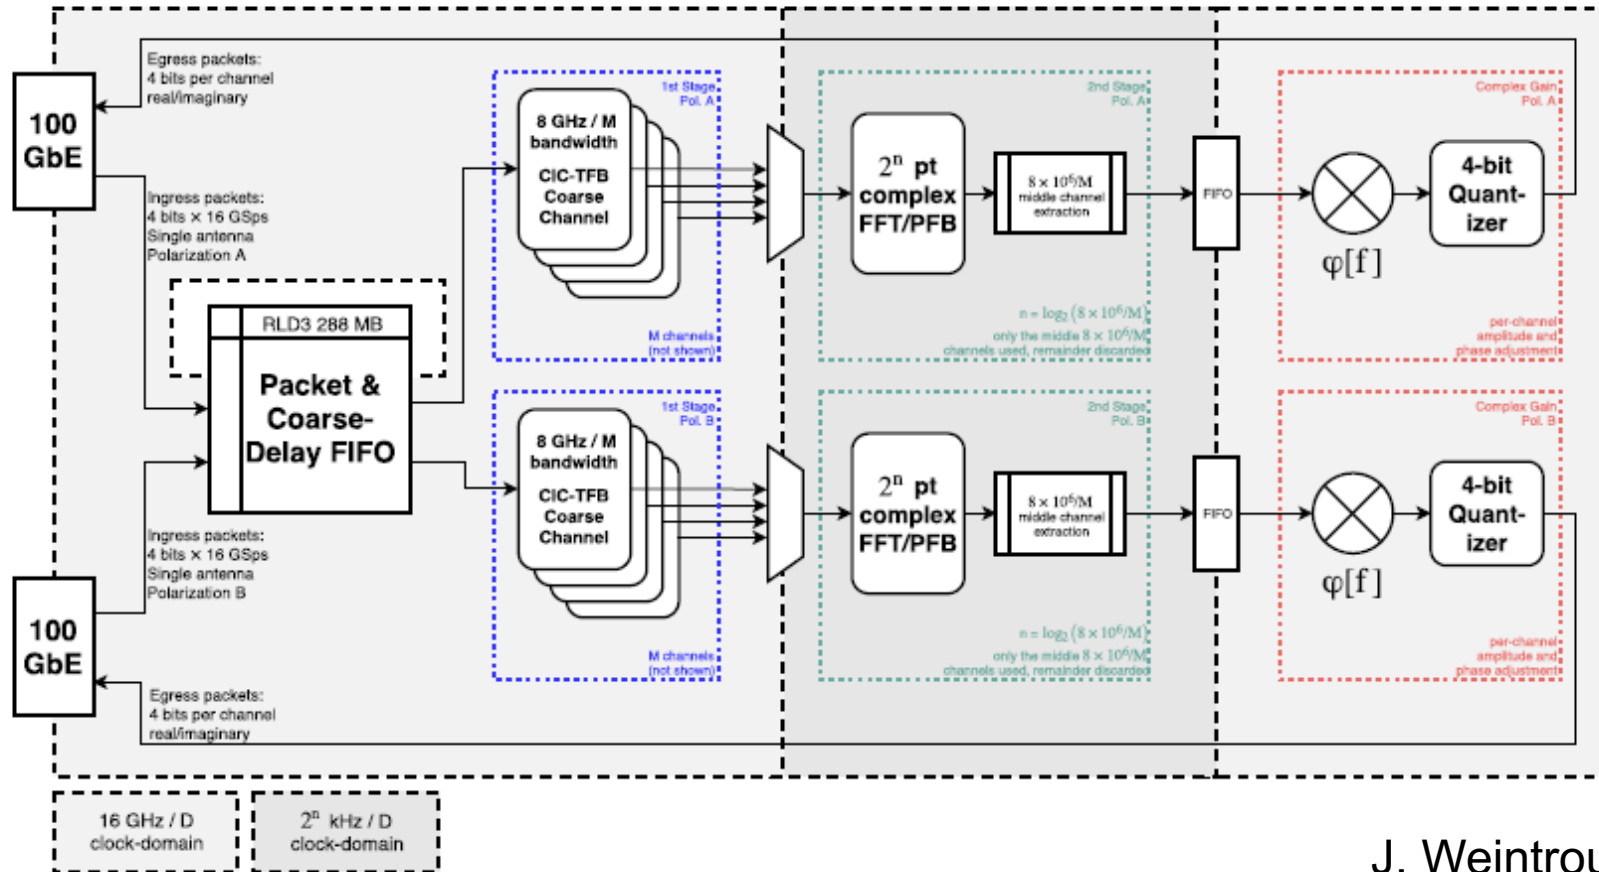 Egress packets:
4 bits per channel
real/imaginary
100
GbE
Ingress packets:
4 bits × 16 GSps
Single antenna
Polarization A
RLD3 288 MB
Packet &
Coarse-
Delay FIFO
Ingress packets:
4 bits × 16 GSps
Single antenna
Polarization B
100
GbE
Egress packets:
4 bits per channel
real/imaginary
1st Stage
Pol. A
8 GHz / M
bandwidth
CIC-TFB
Coarse
Channel
M channels
(not shown)
2nd Stage
Pol. A
2ⁿ pt
complex
FFT/PFB
8 × 10⁶/M
middle channel
extraction
n = log₂ (8 × 10⁶/M)
only the middle 8 × 10⁶/M
channels used, remainder discarded
FIFO
Complex Gain
Pol. A
φ[f]
4-bit
Quant-
izer
per-channel
amplitude and
phase adjustment
1st Stage
Pol. B
8 GHz / M
bandwidth
CIC-TFB
Coarse
Channel
M channels
(not shown)
2nd Stage
Pol. B
2ⁿ pt
complex
FFT/PFB
8 × 10⁶/M
middle channel
extraction
n = log₂ (8 × 10⁶/M)
only the middle 8 × 10⁶/M
channels used, remainder discarded
FIFO
Complex Gain
Pol. B
φ[f]
4-bit
Quant-
izer
per-channel
amplitude and
phase adjustment
16 GHz / D
clock-domain
2ⁿ kHz / D
clock-domain
J. Weintrou